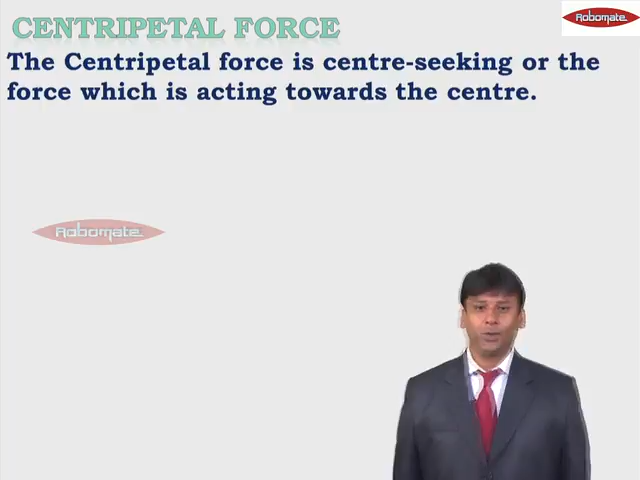 CENTRIPETAL FORCE
Robomate
The Centripetal force is centre-seeking or the
force which is acting towards the centre.
Robomate